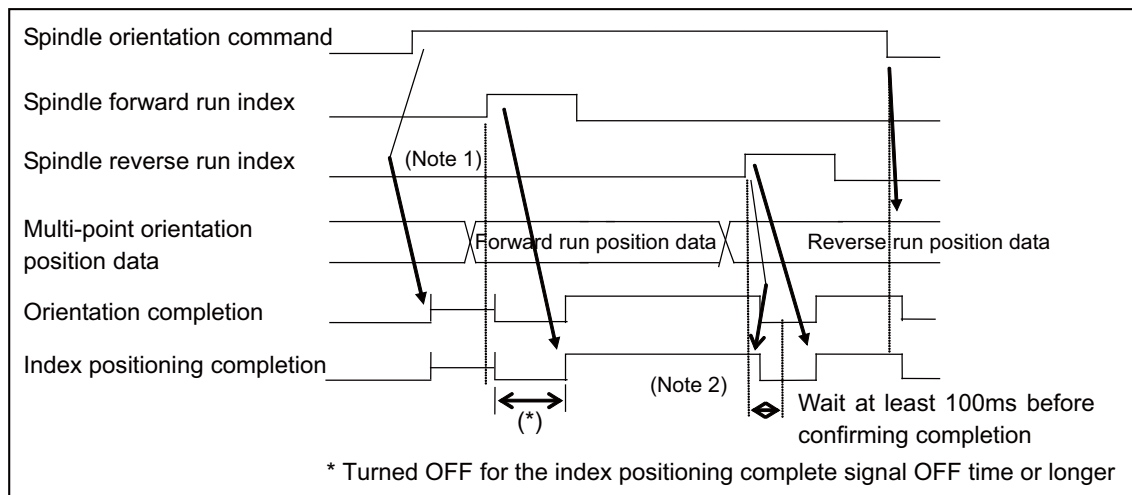 Spindle orientation command
Spindle forward run index
Spindle reverse run index
(Note 1)
Multi-point orientation
position data
Forward run position data
Reverse run position data
Orientation completion
Index positioning completion
(Note 2)
(*)
Wait at least 100ms before
confirming completion
* Turned OFF for the index positioning complete signal OFF time or longer